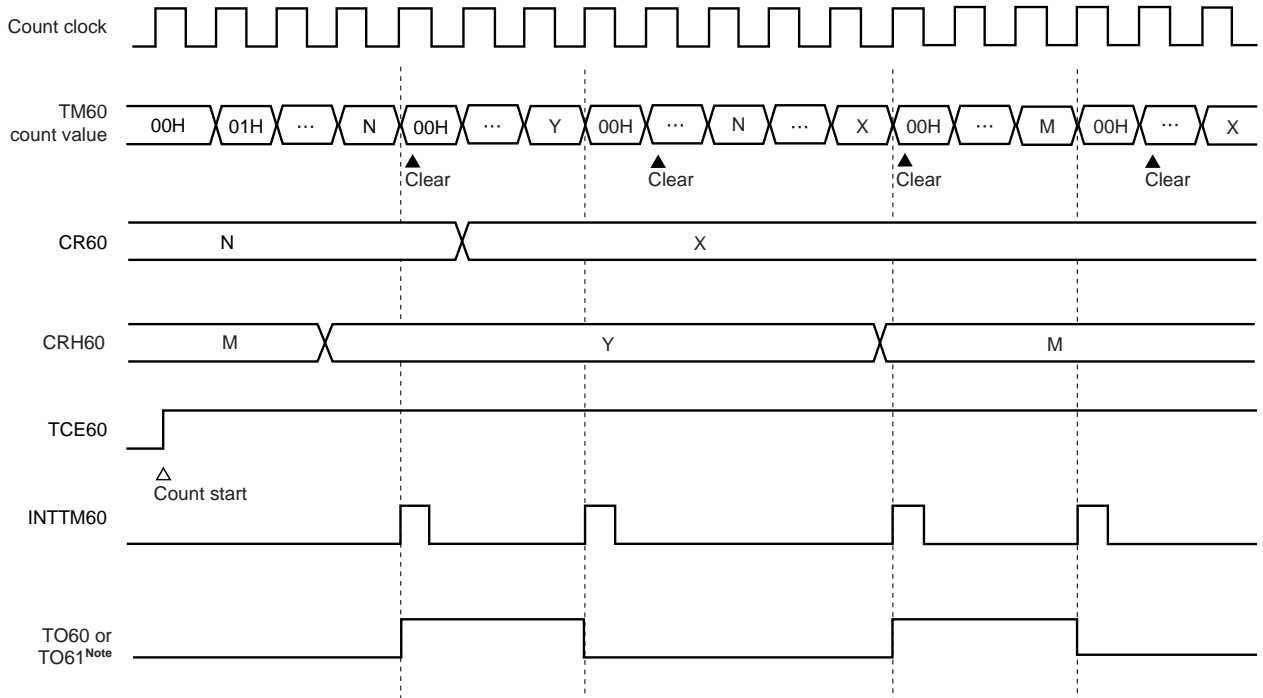 Count clock
TM60
count value
00H 01H ... N 00H ... Y 00H ... N ... X 00H ... M 00H ... X
Clear Clear Clear Clear
CR60
N X
CRH60
M Y M
TCE60
Count start
INTTM60
TO60 or
TO61Note